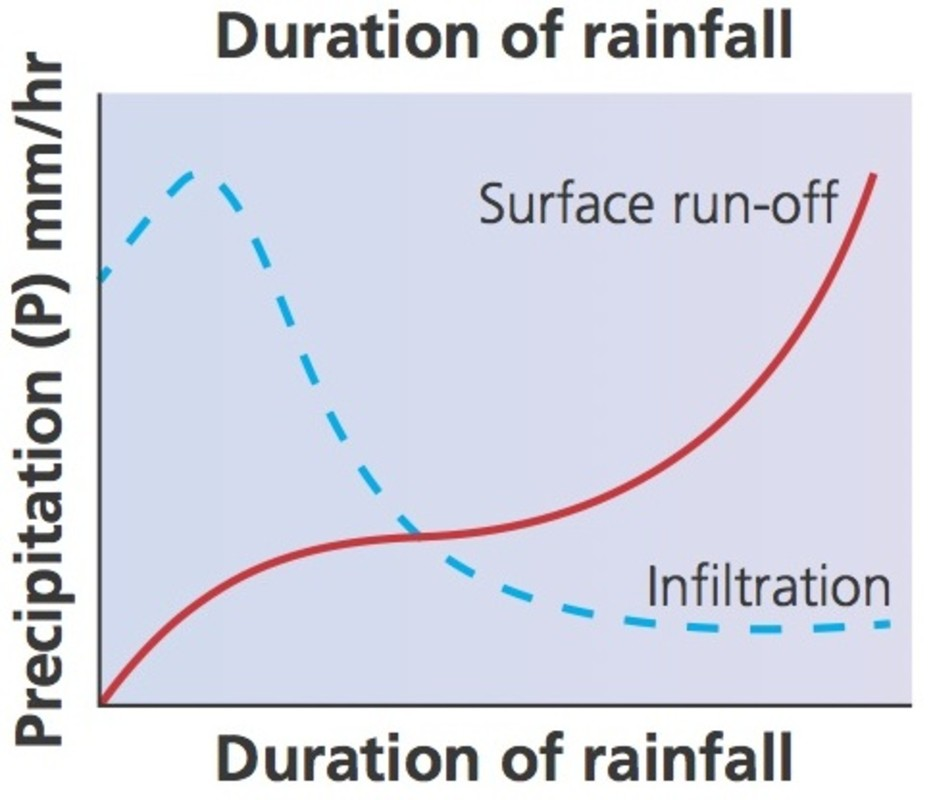 Duration of rainfall
Precipitation (P) mm/hr
Surface run-off
Infiltration
Duration of rainfall